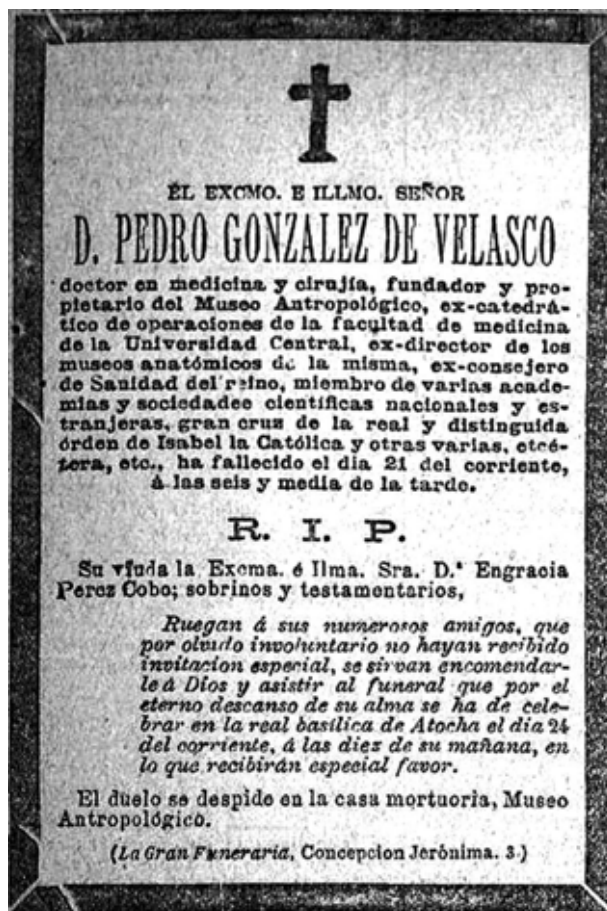 EL EXCMO. E ILLMO. SEÑOR
D. PEDRO GONZALEZ DE VELASCO
doctor en medicina y cirujía, fundador y pro-
pietario del Museo Antropológico, ex-catedrá-
tico de operaciones de la facultad de medicina
de la Universidad Central, ex-director de los
museos anatómicos de la misma, ex-consejero
de Sanidad del reino, miembro de varias acade-
mias y sociedades científicas nacionales y es-
tranjeras, gran cruz de la real y distinguida
órden de Isabel la Católica y otras varias, etcé-
tera, etc., ha fallecido el dia 21 del corriente,
á las seis y media de la tarde.
R. I. P.
Su viuda la Excma. é Ilma. Sra. D.ª Engracia
Perez Cobo; sobrinos y testamentarios,
Ruegan á sus numerosos amigos, que
por olvido involuntario no hayan recibido
invitacion especial, se sirvan encomendar-
le á Dios y asistir al funeral que por el
eterno descanso de su alma se ha de cele-
brar en la real basílica de Atocha el dia 24
del corriente, á las diez de su mañana, en
lo que recibirán especial favor.
El duelo se despide en la casa mortuoria, Museo
Antropológico.
(La Gran Funeraria, Concepcion Jerónima. 3.)